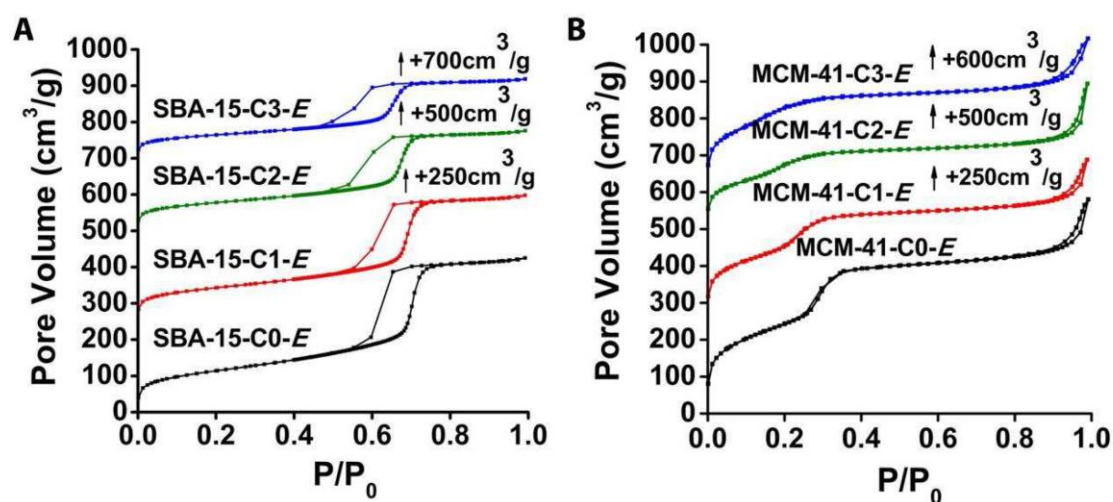 A
Pore Volume (cm³/g)
1000
900
800
700
600
500
400
300
200
100
0
+700cm³/g
SBA-15-C3-E
+500cm³/g
SBA-15-C2-E
+250cm³/g
SBA-15-C1-E
SBA-15-C0-E
0.0 0.2 0.4 0.6 0.8 1.0
P/P₀
B
Pore Volume (cm³/g)
1000
900
800
700
600
500
400
300
200
100
0
+600cm³/g
MCM-41-C3-E
+500cm³/g
MCM-41-C2-E
+250cm³/g
MCM-41-C1-E
MCM-41-C0-E
0.0 0.2 0.4 0.6 0.8 1.0
P/P₀